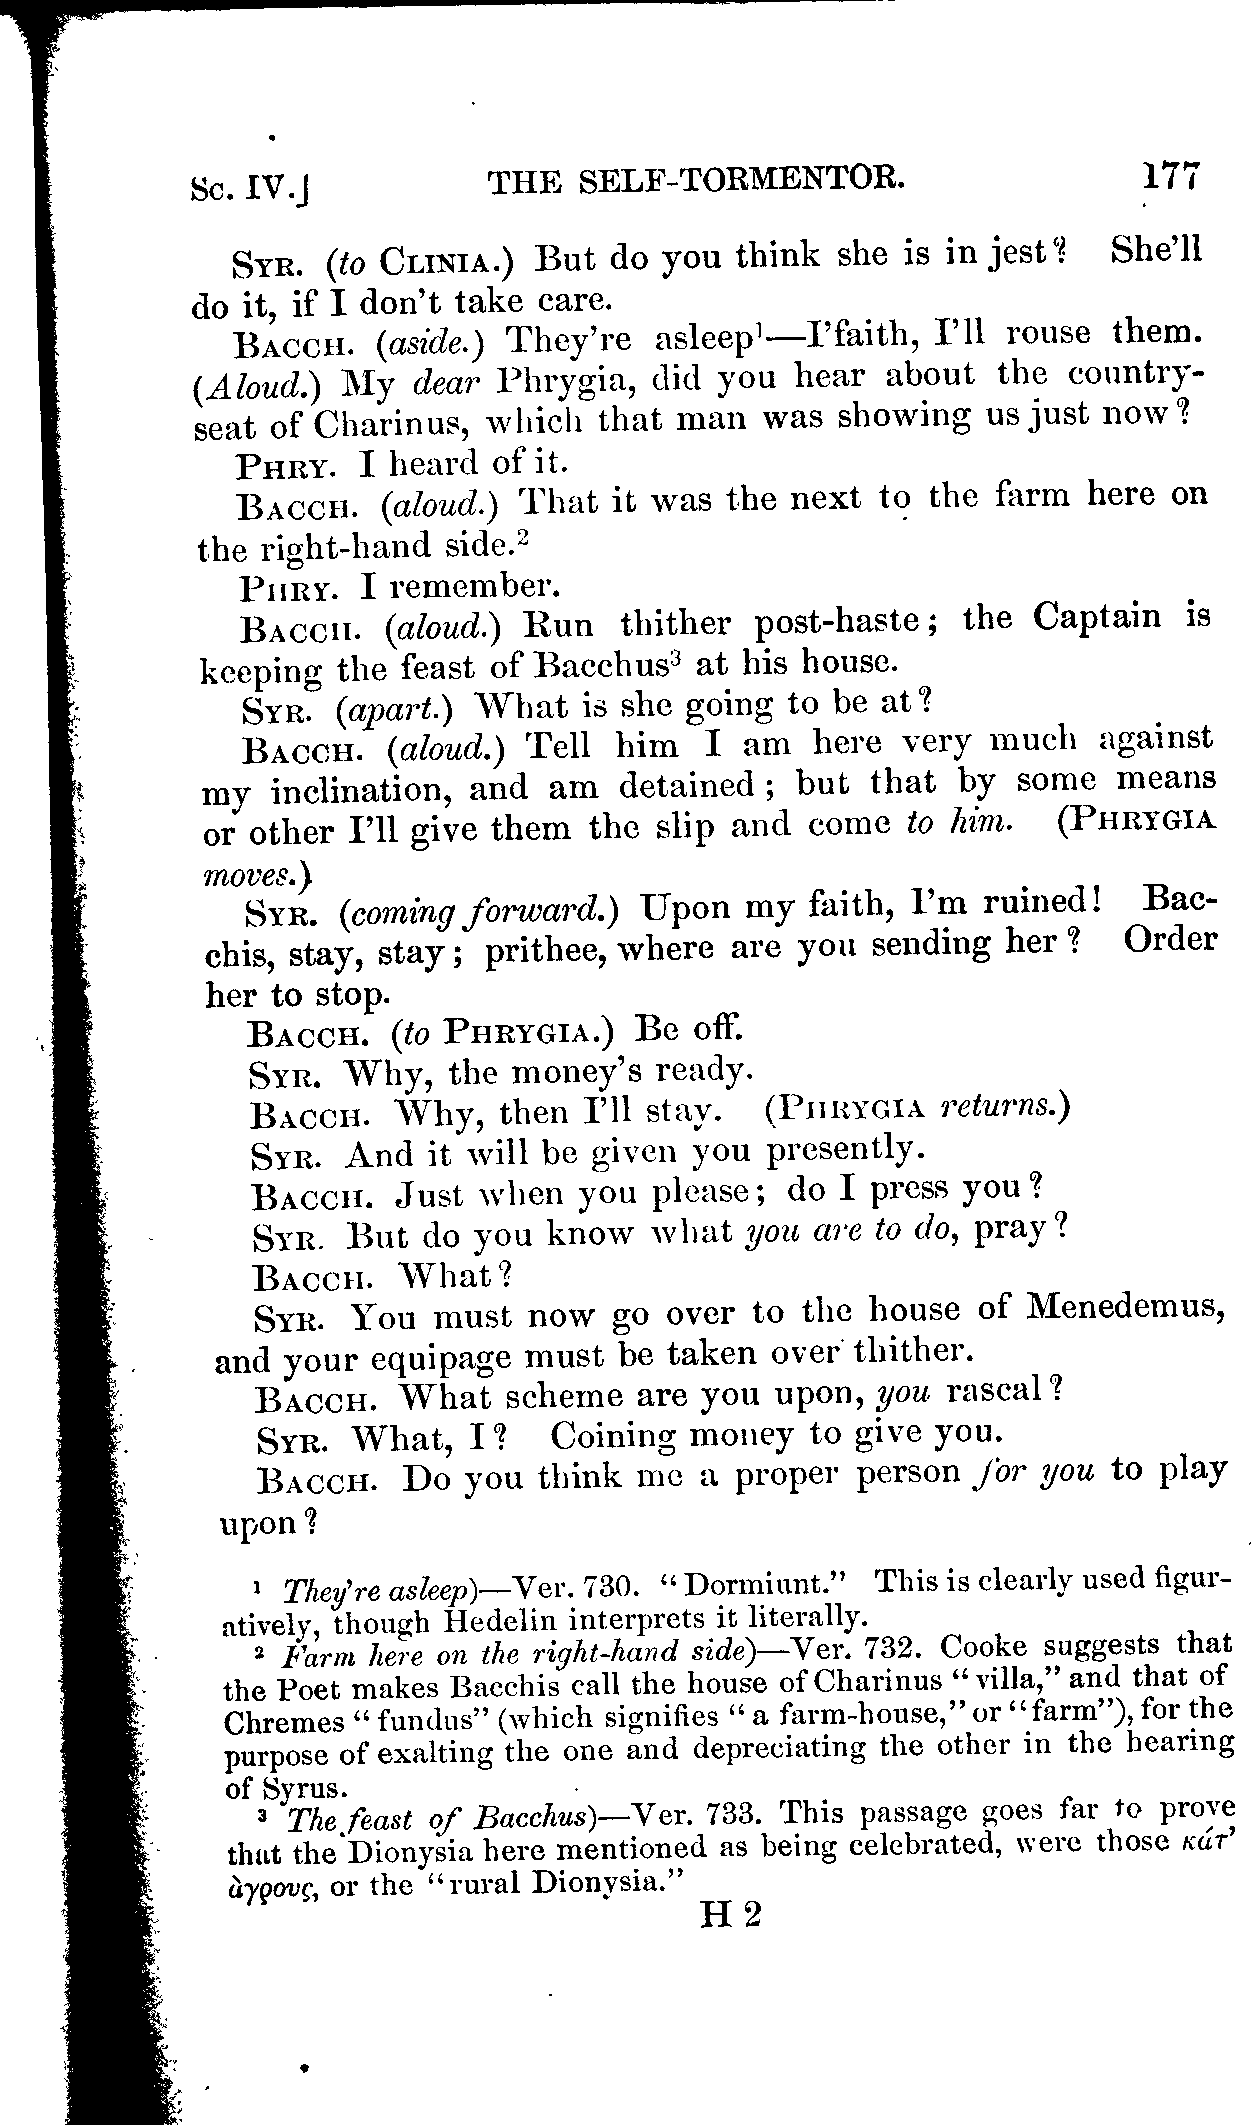 Sc. IV.] THE SELF-TORMENTOR. 177
SYR. (to CLINIA.) But do you think she is in jest? She'll
do it, if I don't take care.
BACCH. (aside.) They're asleep¹—I'faith, I'll rouse them.
(Aloud.) My dear Phrygia, did you hear about the country-
seat of Charinus, which that man was showing us just now?
PHRY. I heard of it.
BACCH. (aloud.) That it was the next to the farm here on
the right-hand side.²
PHRY. I remember.
BACCH. (aloud.) Run thither post-haste; the Captain is
keeping the feast of Bacchus³ at his house.
SYR. (apart.) What is she going to be at?
BACCH. (aloud.) Tell him I am here very much against
my inclination, and am detained; but that by some means
or other I'll give them the slip and come to him. (PHRYGIA
moves.)
SYR. (coming forward.) Upon my faith, I'm ruined! Bac-
chis, stay, stay; prithee, where are you sending her? Order
her to stop.
BACCH. (to PHRYGIA.) Be off.
SYR. Why, the money's ready.
BACCH. Why, then I'll stay. (PHRYGIA returns.)
SYR. And it will be given you presently.
BACCH. Just when you please; do I press you?
SYR. But do you know what you are to do, pray?
BACCH. What?
SYR. You must now go over to the house of Menedemus,
and your equipage must be taken over thither.
BACCH. What scheme are you upon, you rascal?
SYR. What, I? Coining money to give you.
BACCH. Do you think me a proper person for you to play
upon?
¹ They're asleep)—Ver. 730. "Dormiunt." This is clearly used figur-
atively, though Hedelin interprets it literally.
² Farm here on the right-hand side)—Ver. 732. Cooke suggests that
the Poet makes Bacchis call the house of Charinus "villa," and that of
Chremes "fundus" (which signifies "a farm-house," or "farm"), for the
purpose of exalting the one and depreciating the other in the hearing
of Syrus.
³ The feast of Bacchus)—Ver. 733. This passage goes far to prove
that the Dionysia here mentioned as being celebrated, were those κάτ'
ἀγρους, or the "rural Dionysia."
H 2